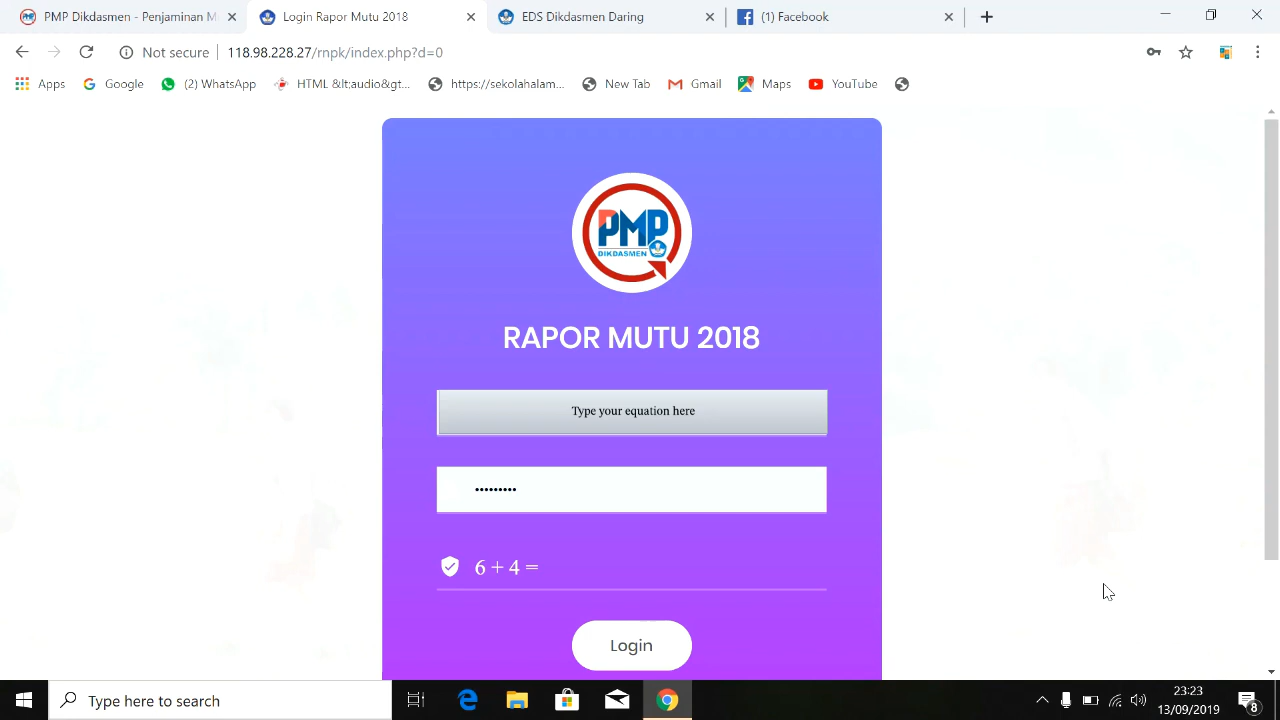 PMP Dikdasmen - Penjaminan M
Login Rapor Mutu 2018
EDS Dikdasmen Daring
(1) Facebook
Not secure
118.98.228.27/rnpk/index.php?d=0
Apps
Google
(2) WhatsApp
HTML &lt;audio&gt...
https://sekolahalam...
New Tab
Gmail
Maps
YouTube
PMP
DIKDASMEN
RAPOR MUTU 2018
Type your equation here
•••••••••
6 + 4 =
Login
Type here to search
23:23
13/09/2019
8